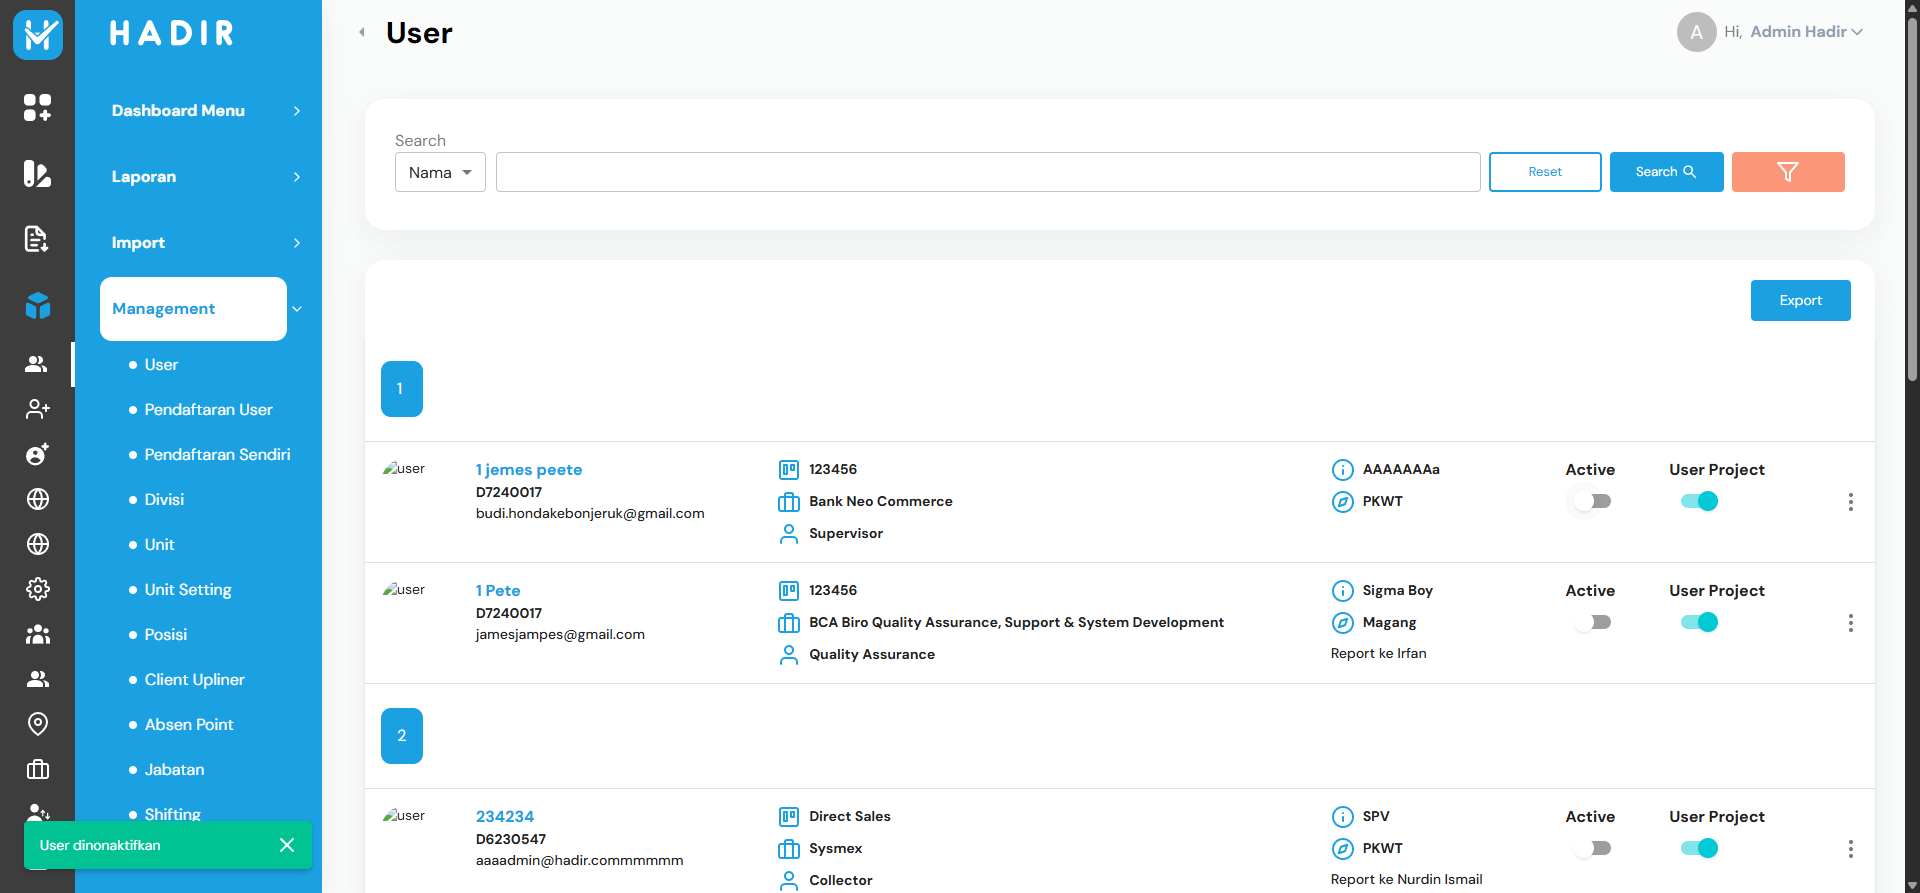 HADIR
Dashboard Menu
Laporan
Import
Management
User
Pendaftaran User
Pendaftaran Sendiri
Divisi
Unit
Unit Setting
Posisi
Client Upliner
Absen Point
Jabatan
Shifting
User dinonaktifkan
User
A Hi, Admin Hadir
Search
Nama
Reset
Search
Export
1
user
1 jemes peete
D7240017
budi.hondakebonjeruk@gmail.com
123456
Bank Neo Commerce
Supervisor
AAAAAAAa
PKWT
Active
User Project
user
1 Pete
D7240017
jamesjampes@gmail.com
123456
BCA Biro Quality Assurance, Support & System Development
Quality Assurance
Sigma Boy
Magang
Report ke Irfan
Active
User Project
2
user
234234
D6230547
aaaadmin@hadir.commmmmm
Direct Sales
Sysmex
Collector
SPV
PKWT
Report ke Nurdin Ismail
Active
User Project